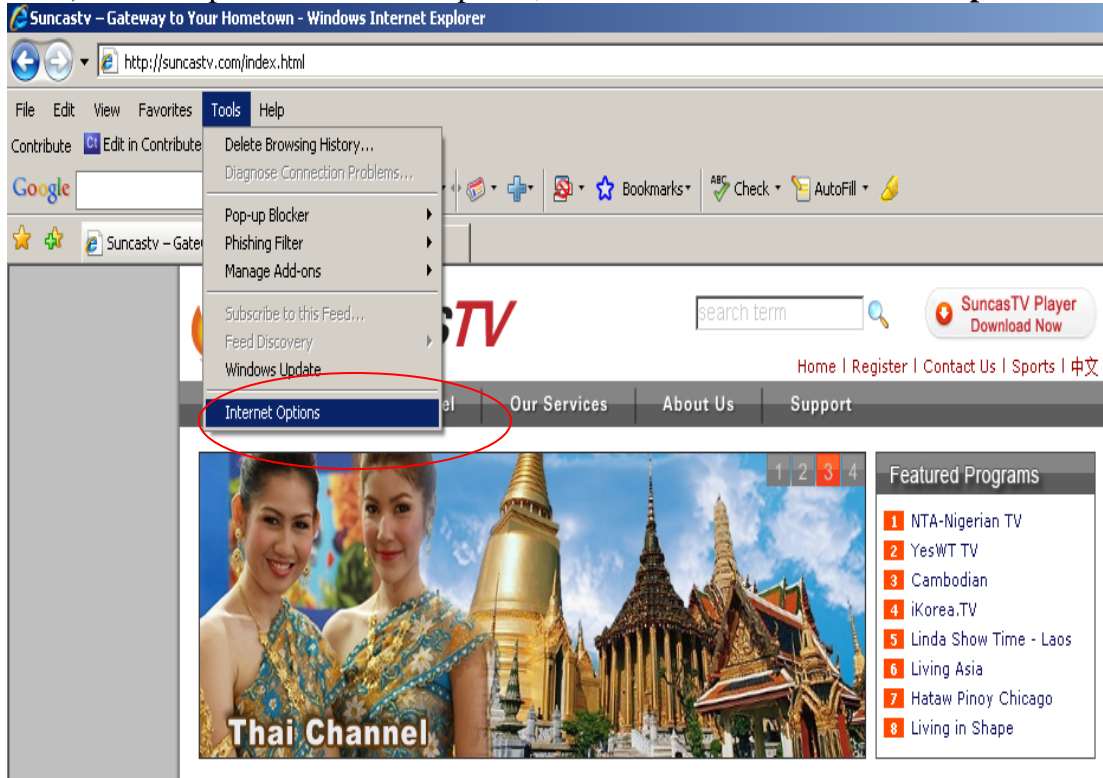 Suncastv – Gateway to Your Hometown - Windows Internet Explorer
http://suncastv.com/index.html
File Edit View Favorites Tools Help
Contribute Ct Edit in Contribute
Delete Browsing History...
Diagnose Connection Problems...
Google
Bookmarks ABC Check AutoFill
Pop-up Blocker
Phishing Filter
Manage Add-ons
Suncastv – Gate
Subscribe to this Feed...
Feed Discovery
Windows Update
Internet Options
TV
search term
SuncasTV Player
Download Now
Home | Register | Contact Us | Sports | 中文
el Our Services About Us Support
1 2 3 4
Thai Channel
Featured Programs
1 NTA-Nigerian TV
2 YesWT TV
3 Cambodian
4 iKorea.TV
5 Linda Show Time - Laos
6 Living Asia
7 Hataw Pinoy Chicago
8 Living in Shape